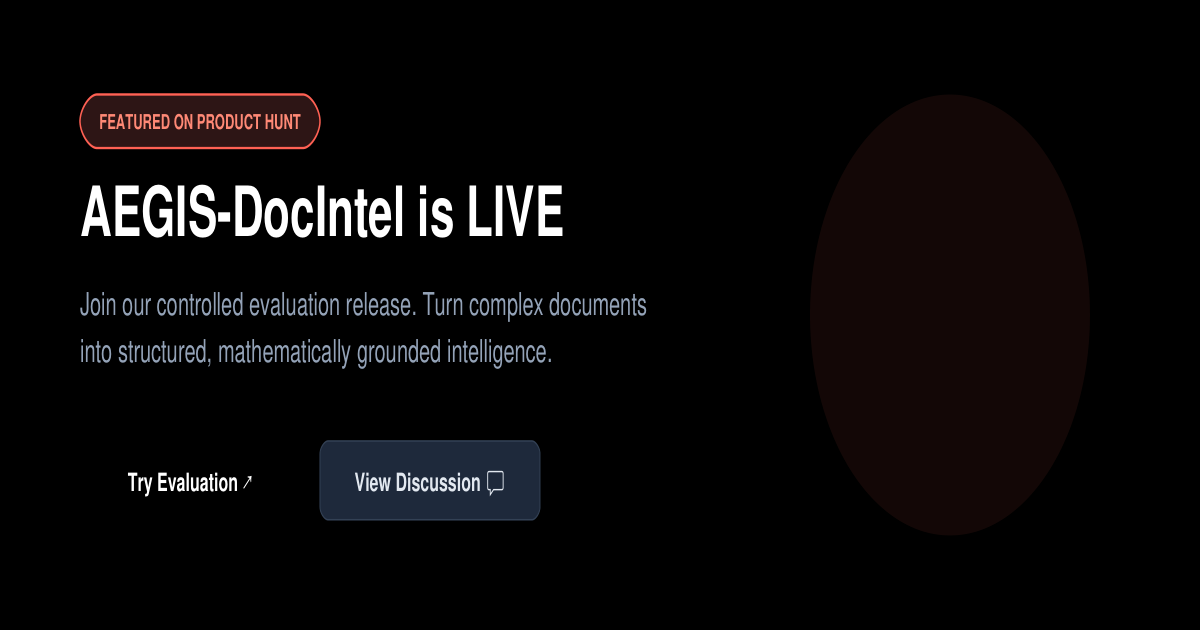 FEATURED ON PRODUCT HUNT
AEGIS-DocIntel is LIVE
Join our controlled evaluation release. Turn complex documents
into structured, mathematically grounded intelligence.
Try Evaluation ↗
View Discussion 🗨